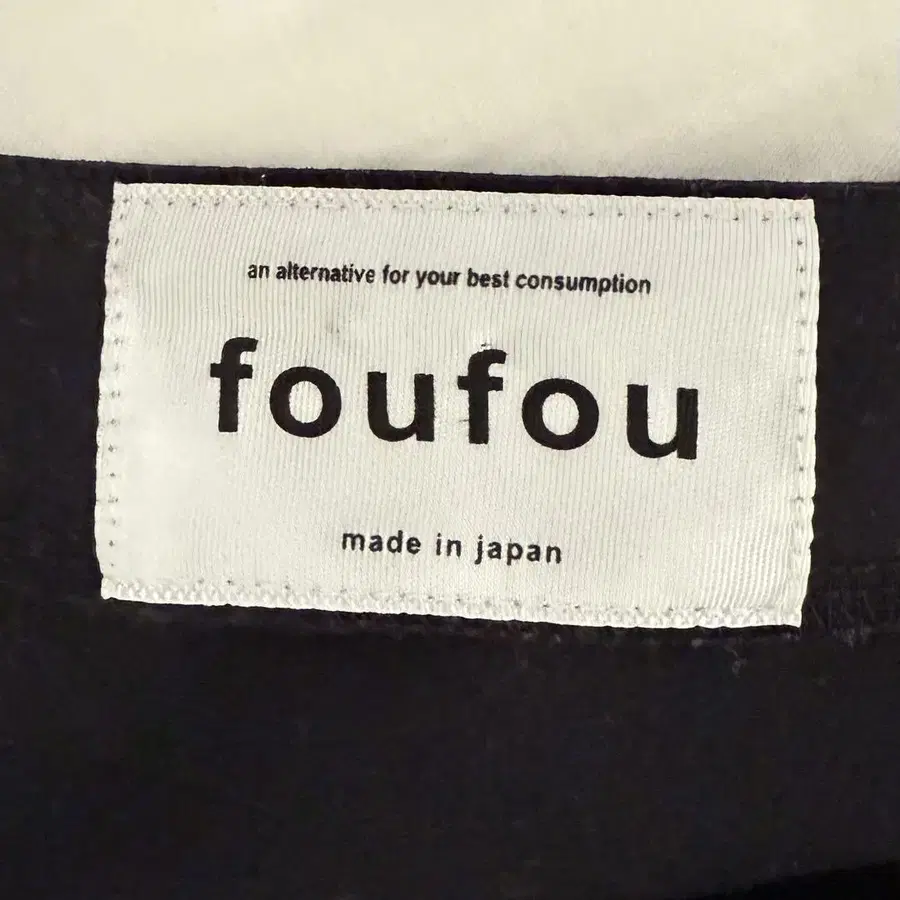 an alternative for your best consumption
foufou
made in japan